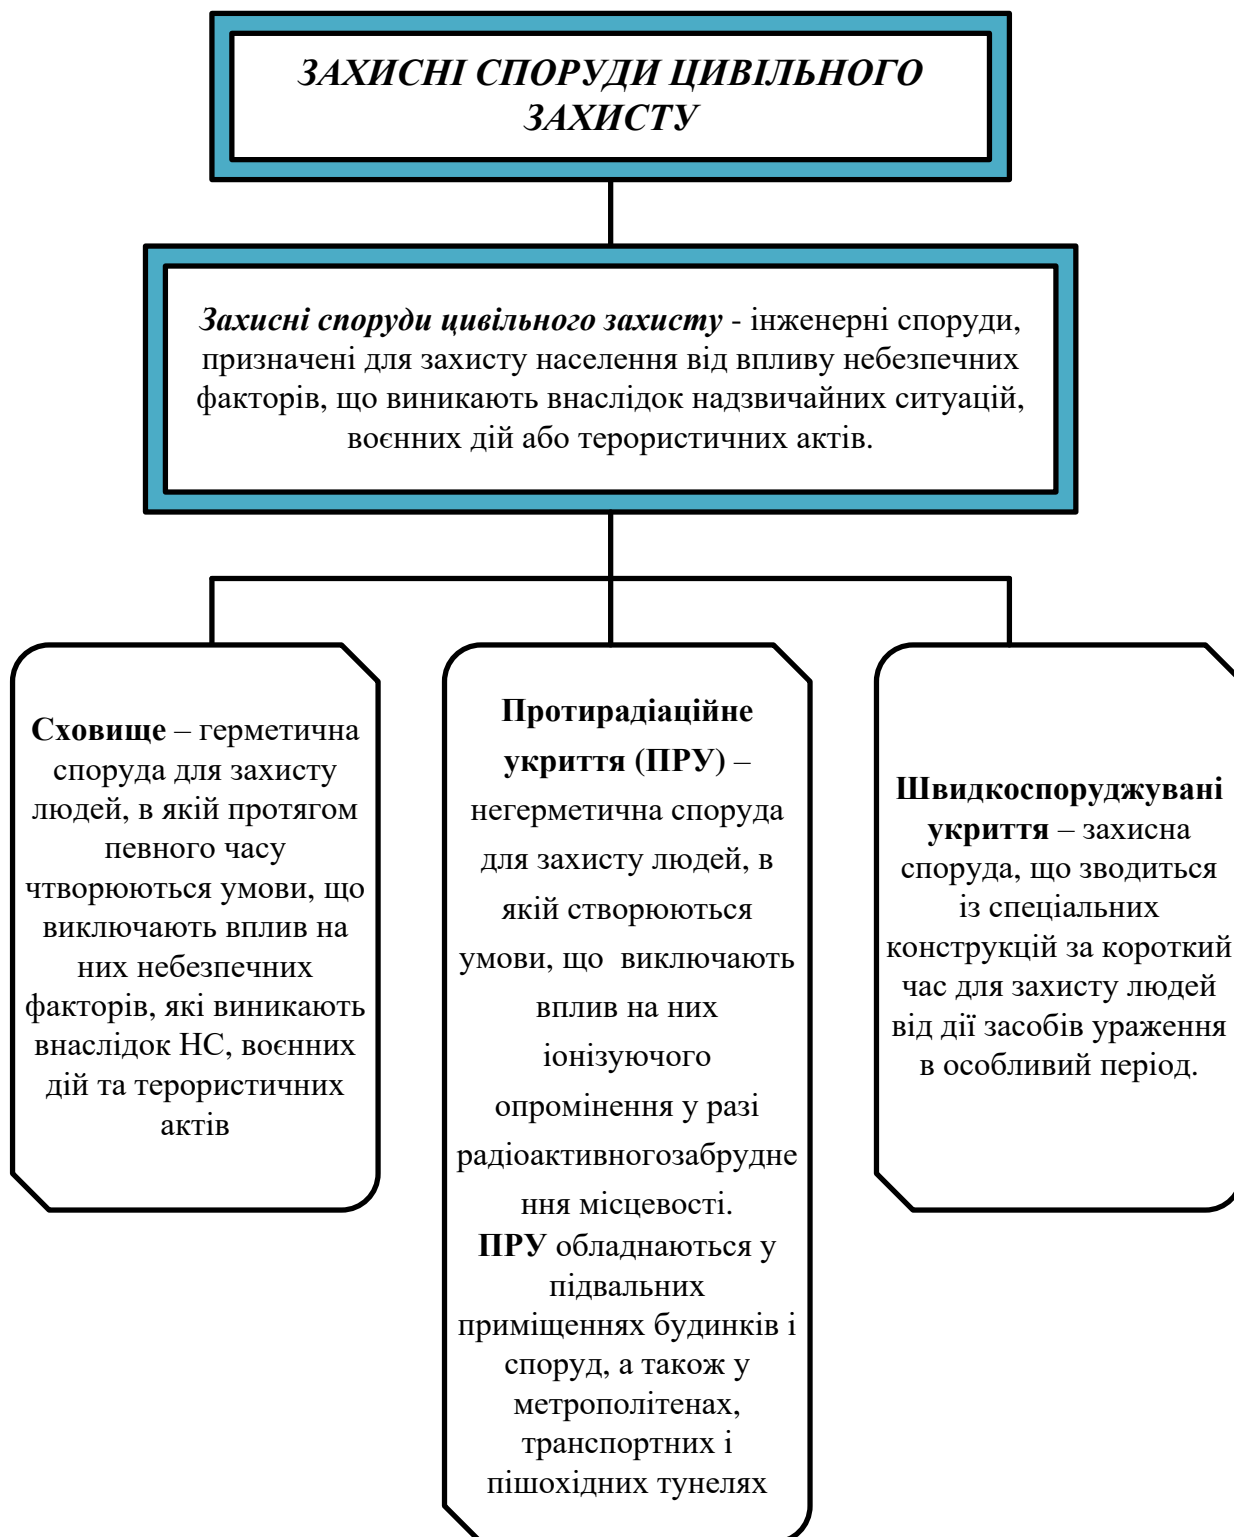 ЗАХИСНІ СПОРУДИ ЦИВІЛЬНОГО
ЗАХИСТУ
Захисні споруди цивільного захисту - інженерні споруди,
призначені для захисту населення від впливу небезпечних
факторів, що виникають внаслідок надзвичайних ситуацій,
воєнних дій або терористичних актів.
Сховище – герметична
споруда для захисту
людей, в якій протягом
певного часу
чтворюються умови, що
виключають вплив на
них небезпечних
факторів, які виникають
внаслідок НС, воєнних
дій та терористичних
актів
Протирадіаційне
укриття (ПРУ) –
негерметична споруда
для захисту людей, в
якій створюються
умови, що виключають
вплив на них
іонізуючого
опромінення у разі
радіоактивногозабрудне
ння місцевості.
ПРУ обладнаються у
підвальних
приміщеннях будинків і
споруд, а також у
метрополітенах,
транспортних і
пішохідних тунелях
Швидкоспоруджувані
укриття – захисна
споруда, що зводиться
із спеціальних
конструкцій за короткий
час для захисту людей
від дії засобів ураження
в особливий період.